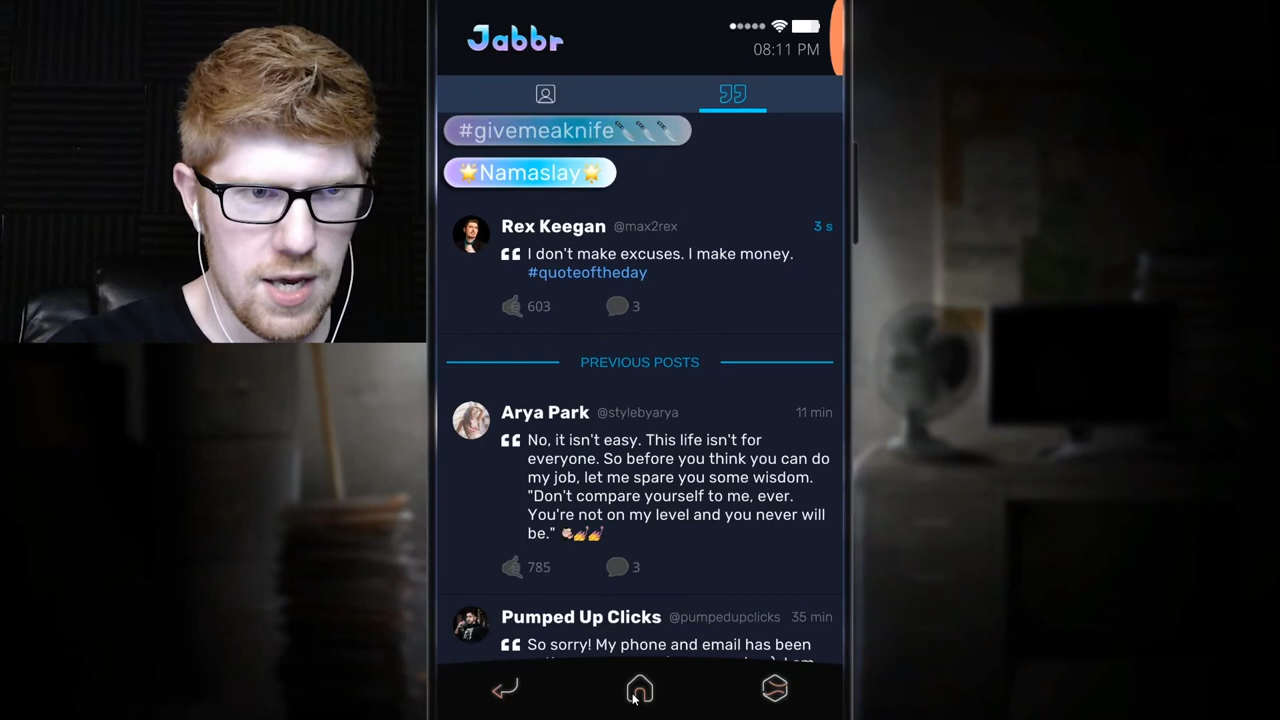 Jabbr
08:11 PM
#givemeaknife
Namaslay
Rex Keegan @max2rex 3 s
I don't make excuses. I make money.
#quoteoftheday
603 3
PREVIOUS POSTS
Arya Park @stylebyarya 11 min
No, it isn't easy. This life isn't for
everyone. So before you think you can do
my job, let me spare you some wisdom.
"Don't compare yourself to me, ever.
You're not on my level and you never will
be."
785 3
Pumped Up Clicks @pumpedupclicks 35 min
So sorry! My phone and email has been